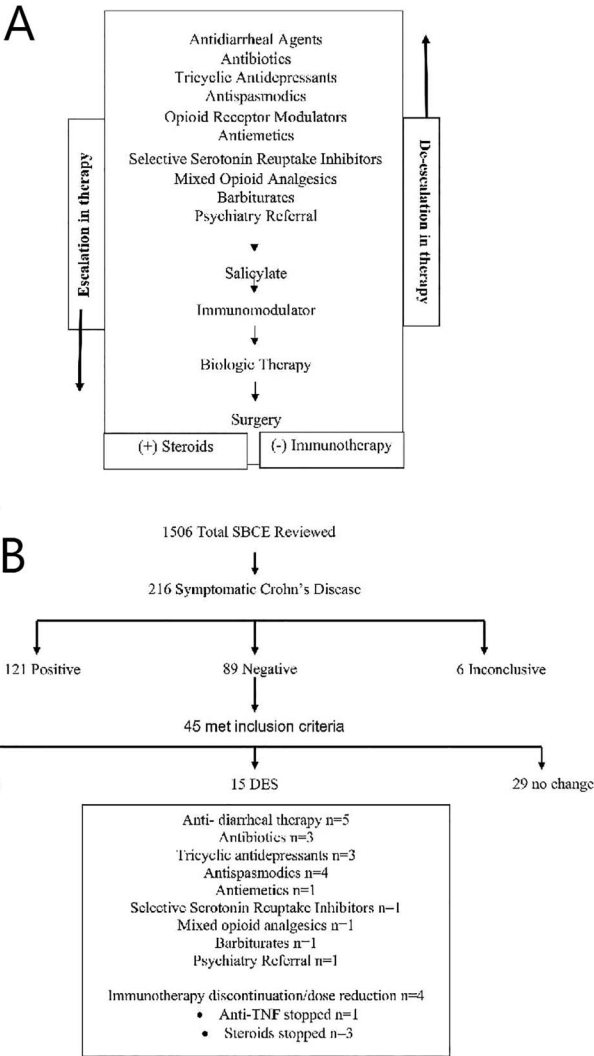 A
Antidiarrheal Agents
Antibiotics
Tricyclic Antidepressants
Antispasmodics
Opioid Receptor Modulators
Antiemetics
Selective Serotonin Reuptake Inhibitors
Mixed Opioid Analgesics
Barbiturates
Psychiatry Referral
Escalation in therapy
De-escalation in therapy
Salicylate
Immunomodulator
Biologic Therapy
Surgery
(+) Steroids
(-) Immunotherapy
B
1506 Total SBCE Reviewed
216 Symptomatic Crohn's Disease
121 Positive 89 Negative 6 Inconclusive
45 met inclusion criteria
15 DES 29 no change
Anti- diarrheal therapy n=5
Antibiotics n=3
Tricyclic antidepressants n=3
Antispasmodics n=4
Antiemetics n=1
Selective Serotonin Reuptake Inhibitors n=1
Mixed opioid analgesics n=1
Barbiturates n=1
Psychiatry Referral n=1
Immunotherapy discontinuation/dose reduction n=4
• Anti-TNF stopped n=1
• Steroids stopped n=3